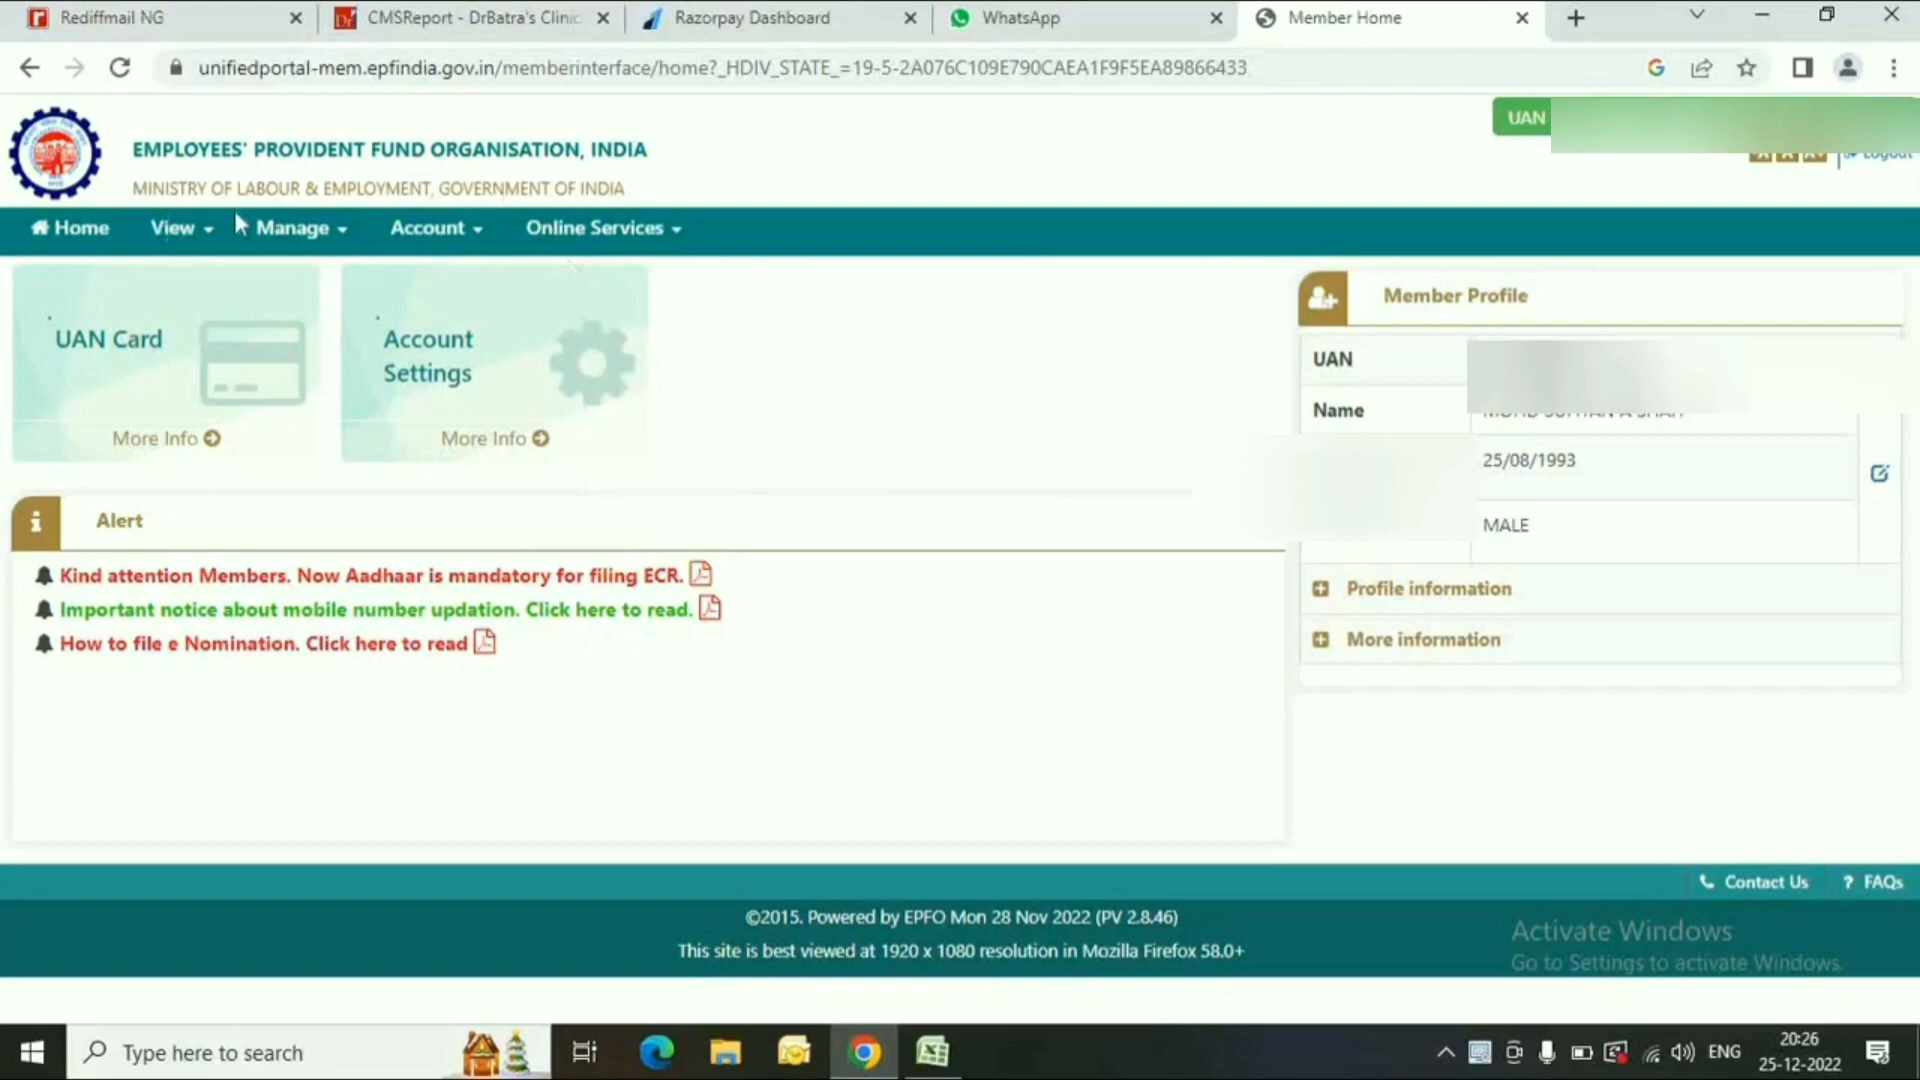 Rediffmail NG
CMSReport - DrBatra's Clinic
Razorpay Dashboard
WhatsApp
Member Home
unifiedportal-mem.epfindia.gov.in/memberinterface/home?_HDIV_STATE_=19-5-2A076C109E790CAEA1F9F5EA89866433
UAN
EMPLOYEES' PROVIDENT FUND ORGANISATION, INDIA
MINISTRY OF LABOUR & EMPLOYMENT, GOVERNMENT OF INDIA
Logout
Home View Manage Account Online Services
UAN Card
More Info
Account
Settings
More Info
Member Profile
UAN
Name
25/08/1993
MALE
Profile information
More information
Alert
Kind attention Members. Now Aadhaar is mandatory for filing ECR.
Important notice about mobile number updation. Click here to read.
How to file e Nomination. Click here to read
Contact Us ? FAQs
©2015. Powered by EPFO Mon 28 Nov 2022 (PV 2.8.46)
This site is best viewed at 1920 x 1080 resolution in Mozilla Firefox 58.0+
Activate Windows
Go to Settings to activate Windows.
Type here to search
ENG
20:26
25-12-2022